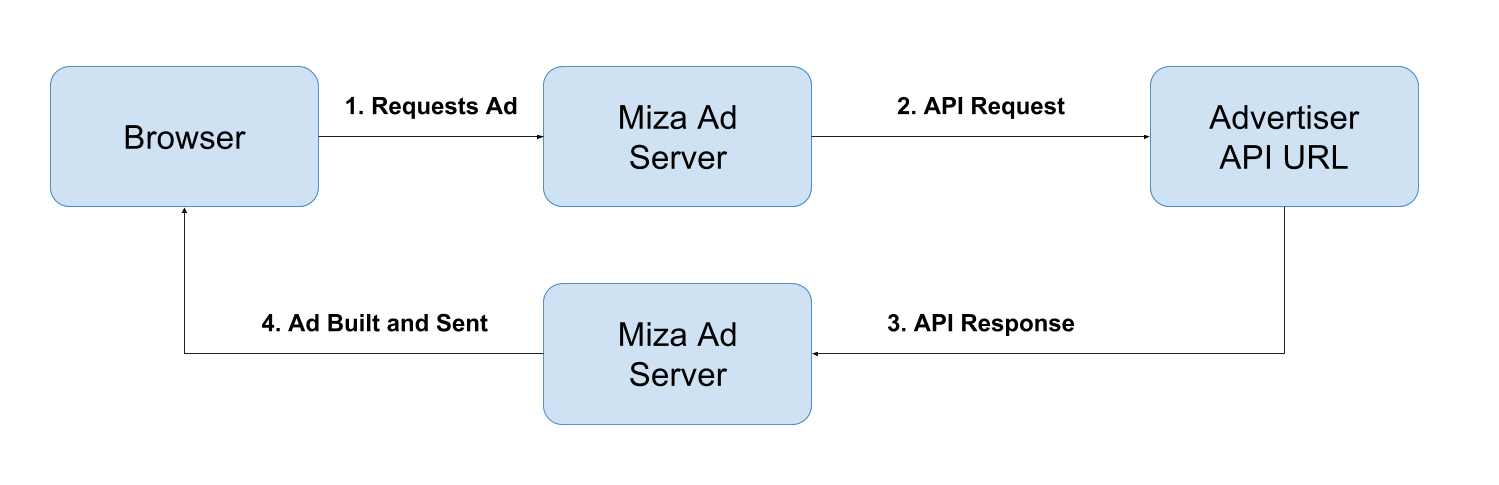 Browser
1. Requests Ad
Miza Ad
Server
2. API Request
Advertiser
API URL
4. Ad Built and Sent
Miza Ad
Server
3. API Response